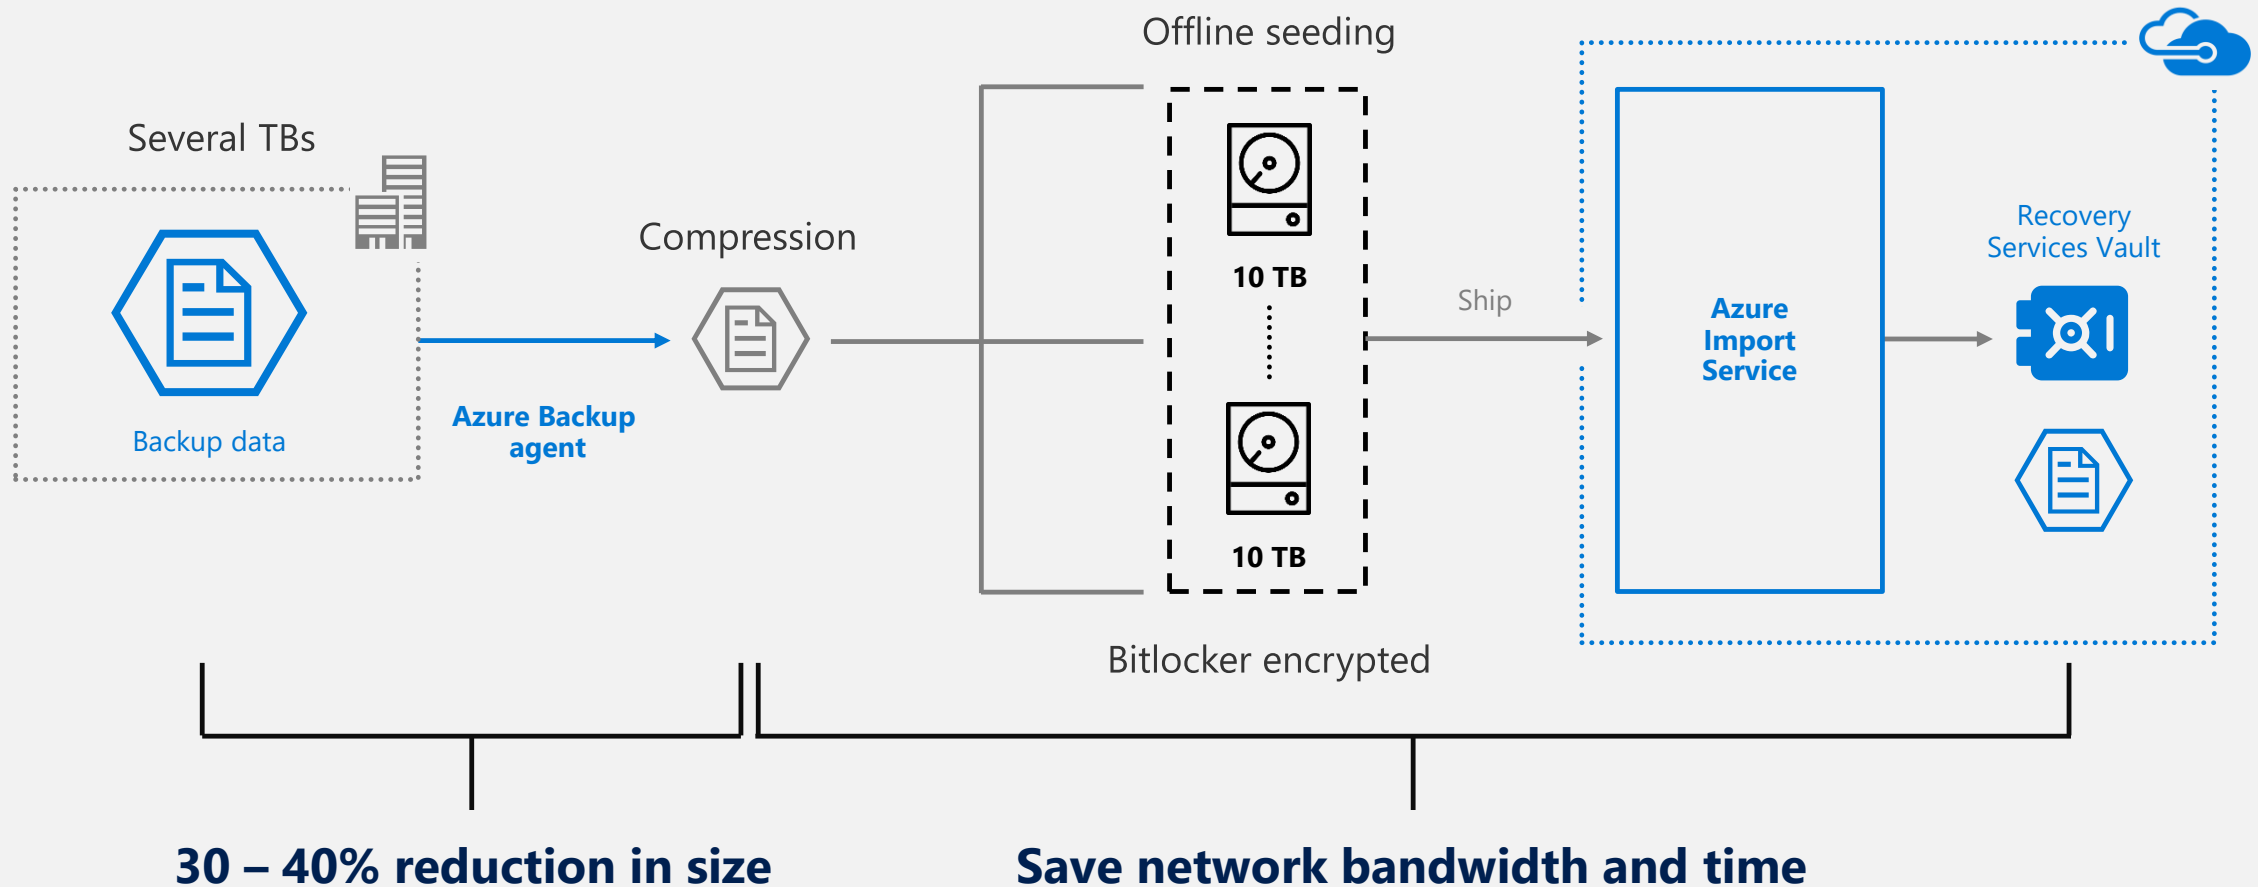 Offline seeding
Several TBs
Compression
10 TB
10 TB
Backup data
Azure Backup
agent
Ship
Azure
Import
Service
Recovery
Services Vault
Bitlocker encrypted
30 – 40% reduction in size
Save network bandwidth and time